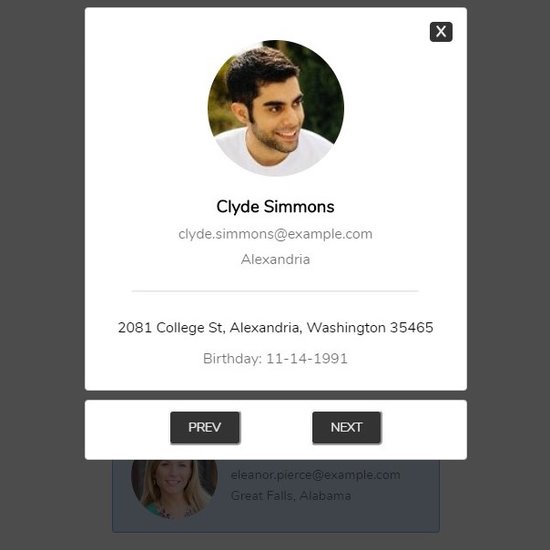 X
Clyde Simmons
clyde.simmons@example.com
Alexandria
2081 College St, Alexandria, Washington 35465
Birthday: 11-14-1991
PREV
NEXT
eleanor.pierce@example.com
Great Falls, Alabama